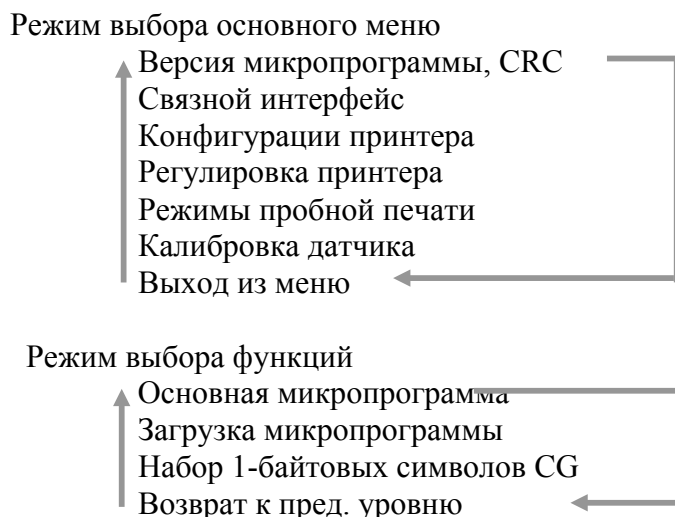 Режим выбора основного меню
Версия микропрограммы, CRC
Связной интерфейс
Конфигурации принтера
Регулировка принтера
Режимы пробной печати
Калибровка датчика
Выход из меню
Режим выбора функций
Основная микропрограмма
Загрузка микропрограммы
Набор 1-байтовых символов CG
Возврат к пред. уровню